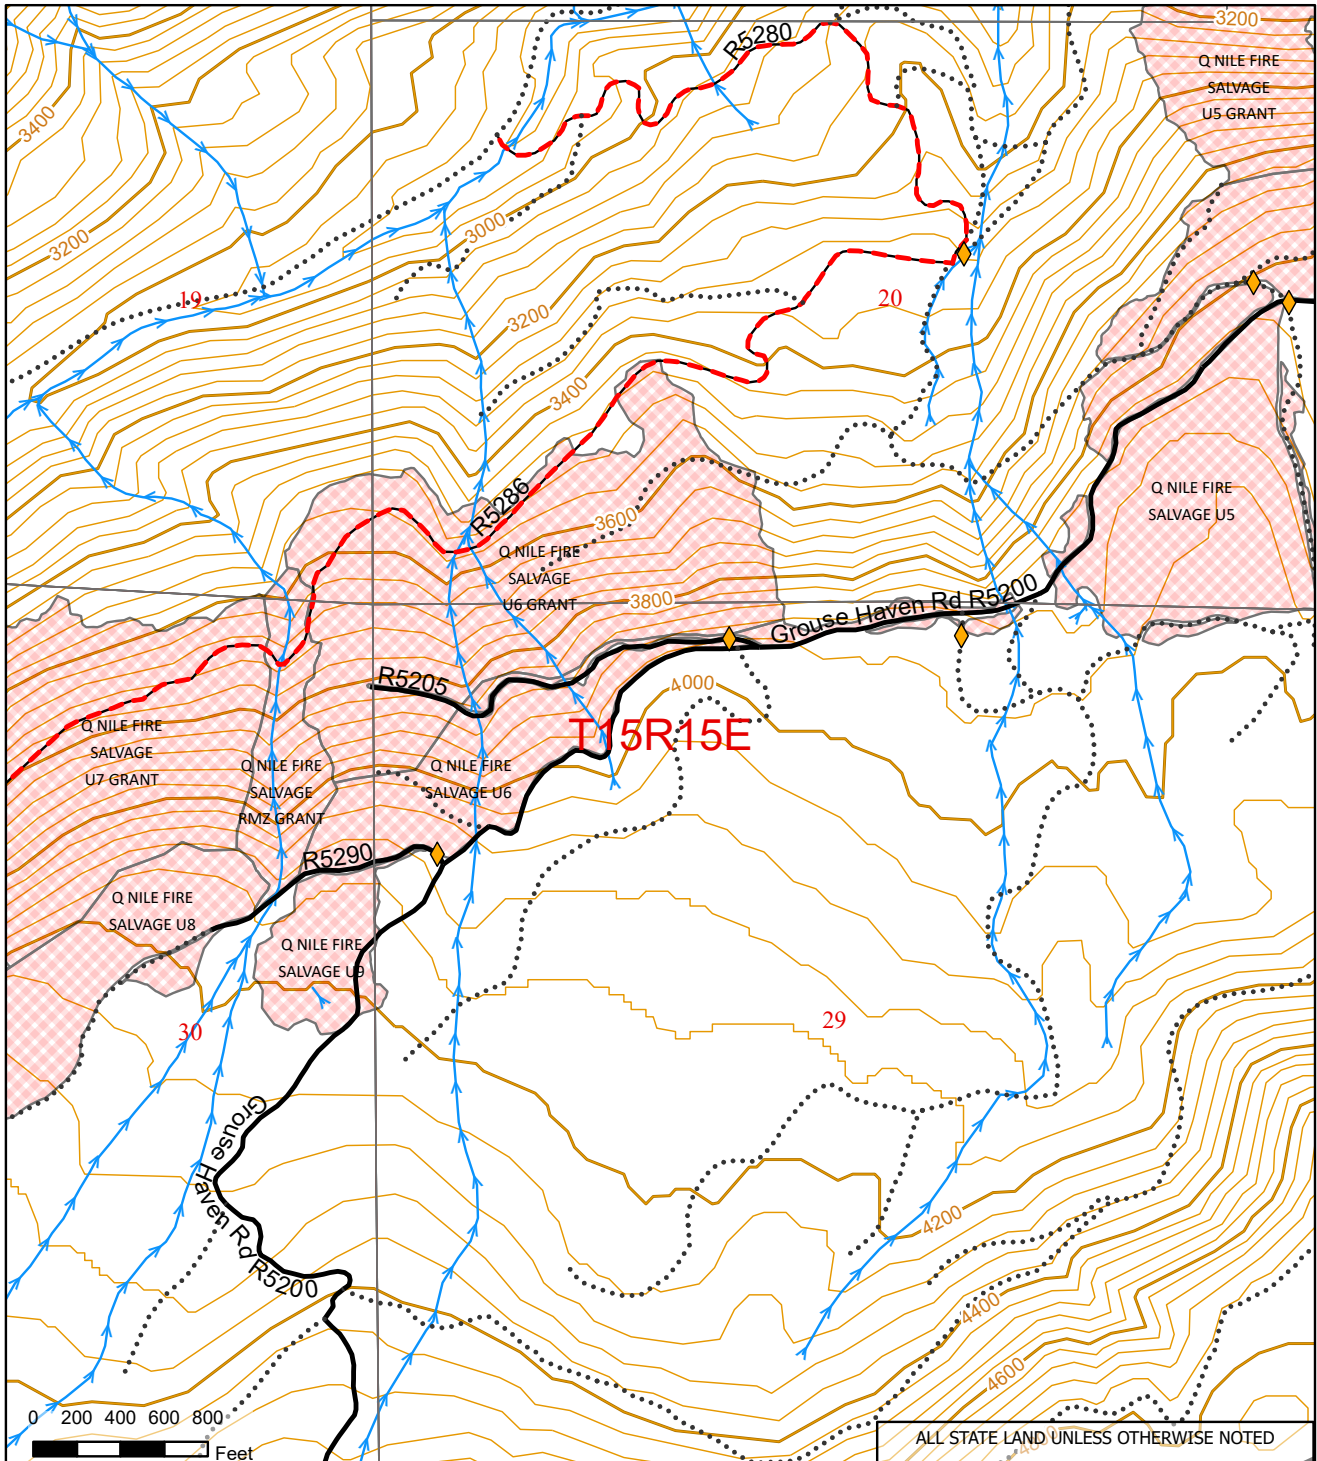 3200
R5280
Q NILE FIRE
SALVAGE
U5 GRANT
3400
3000
3200
19
20
3200
3400
R5286
3600
Q NILE FIRE
SALVAGE U5
Q NILE FIRE
SALVAGE
U6 GRANT
3800
Grouse Haven Rd R5200
R5205
4000
T15R15E
Q NILE FIRE
SALVAGE
U7 GRANT
Q NILE FIRE
SALVAGE
RMZ GRANT
Q NILE FIRE
SALVAGE U6
R5290
Q NILE FIRE
SALVAGE U8
Q NILE FIRE
SALVAGE U9
30
29
Grouse Haven Rd R5200
4200
4400
4600
4800
0 200 400 600 800
Feet
ALL STATE LAND UNLESS OTHERWISE NOTED